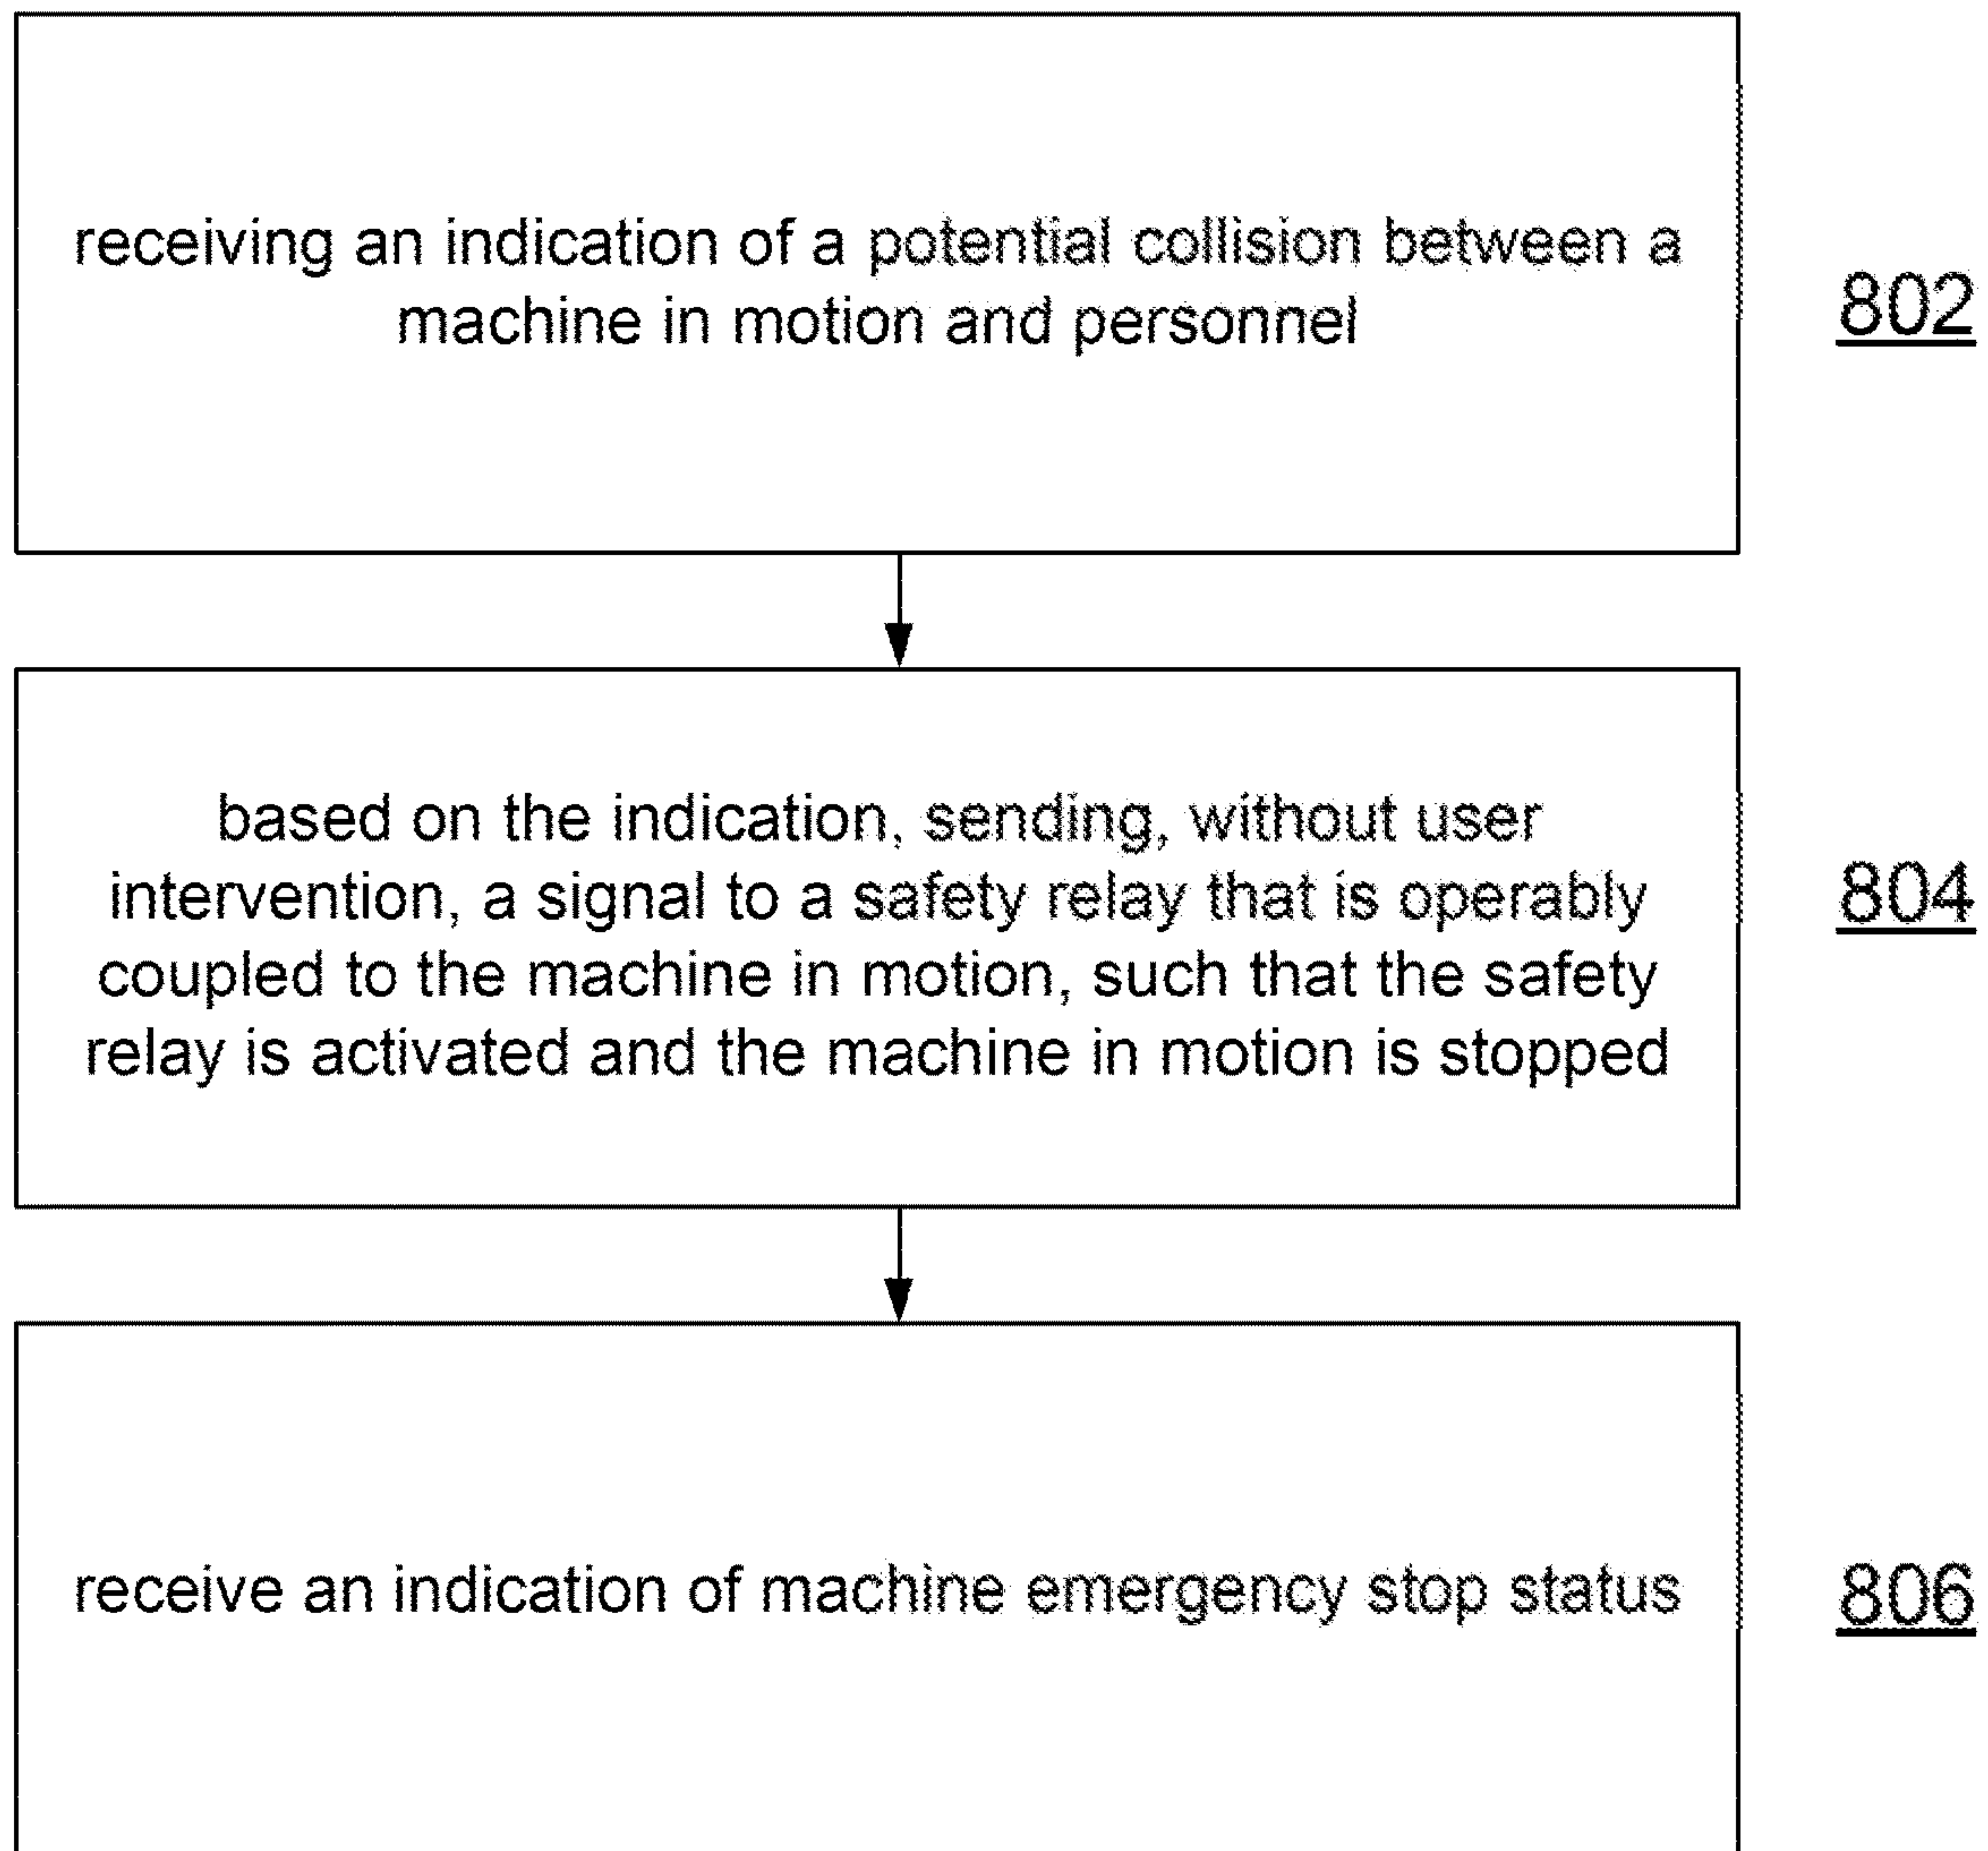 receiving an indication of a potential collision between a
machine in motion and personnel
802
based on the indication, sending, without user
intervention, a signal to a safety relay that is operably
coupled to the machine in motion, such that the safety
relay is activated and the machine in motion is stopped
804
receive an indication of machine emergency stop status
806